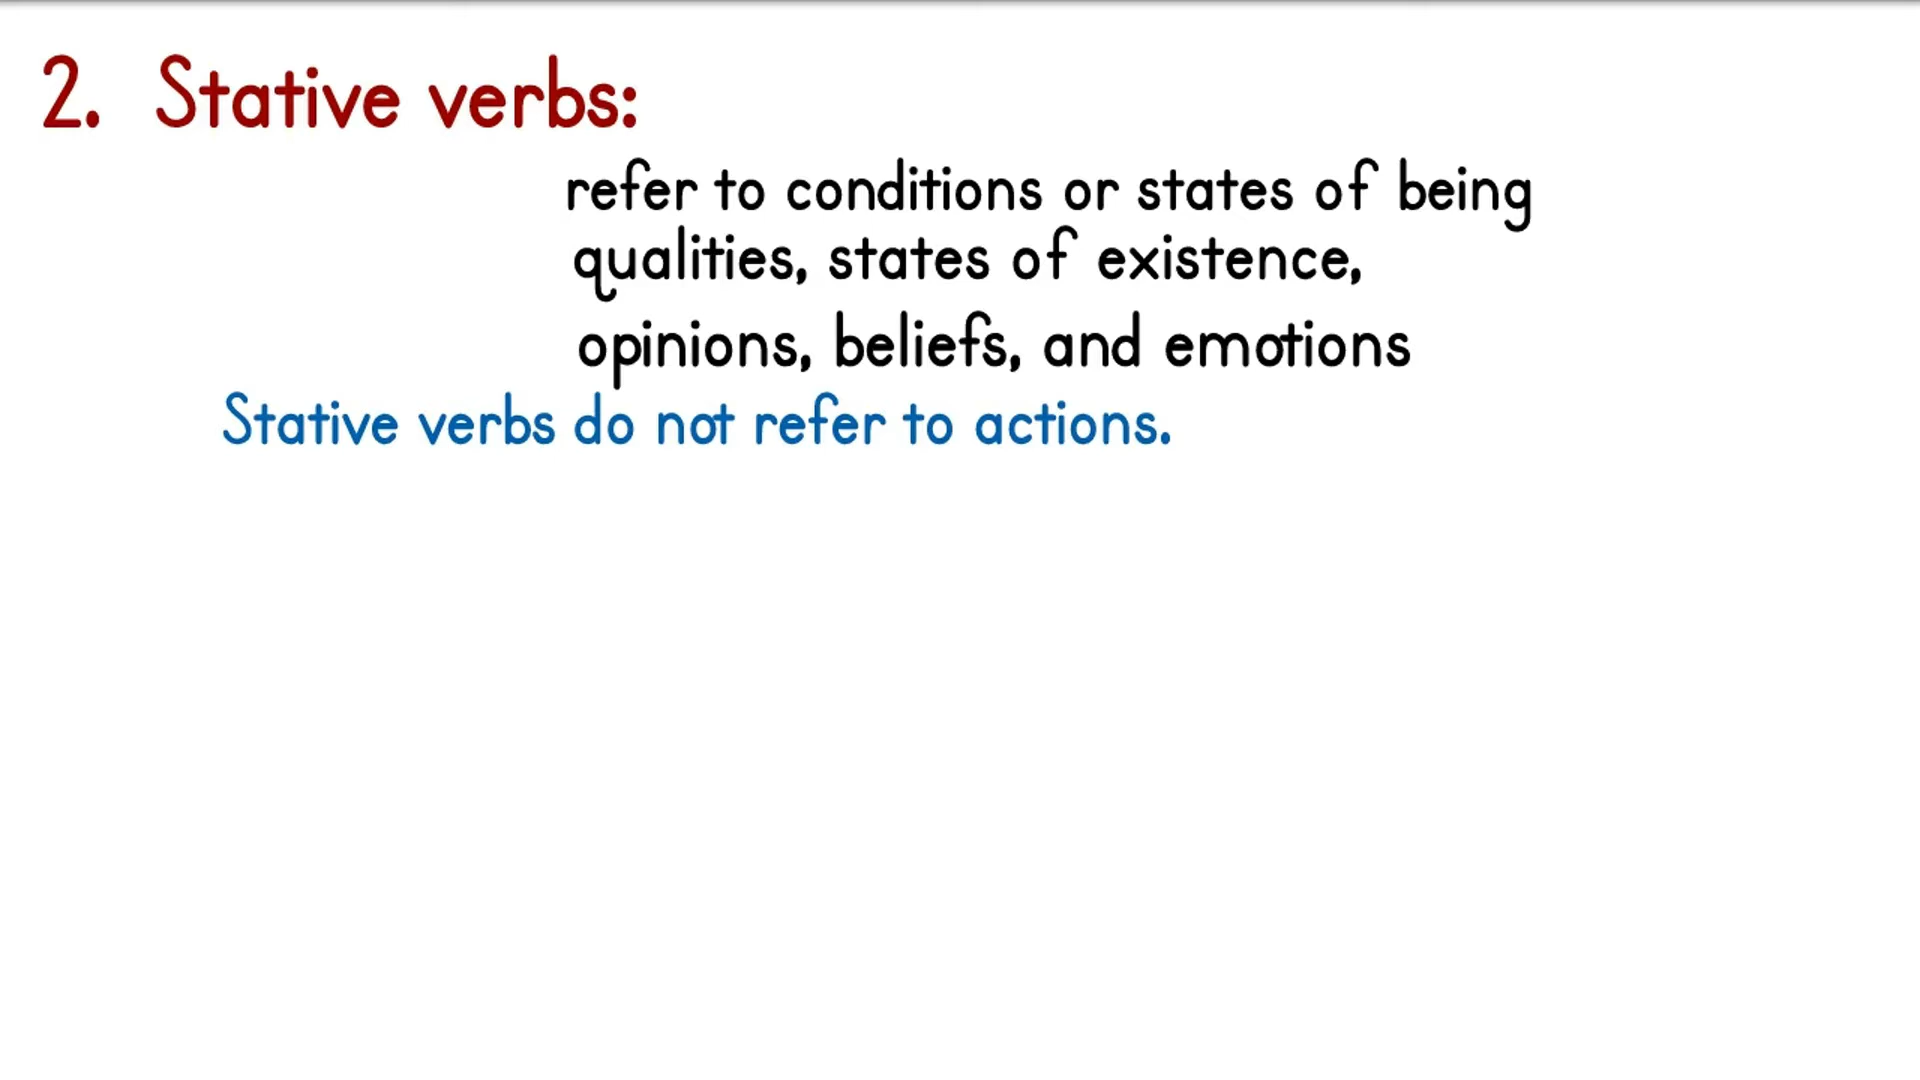 2. Stative verbs:
refer to conditions or states of being
qualities, states of existence,
opinions, beliefs, and emotions
Stative verbs do not refer to actions.